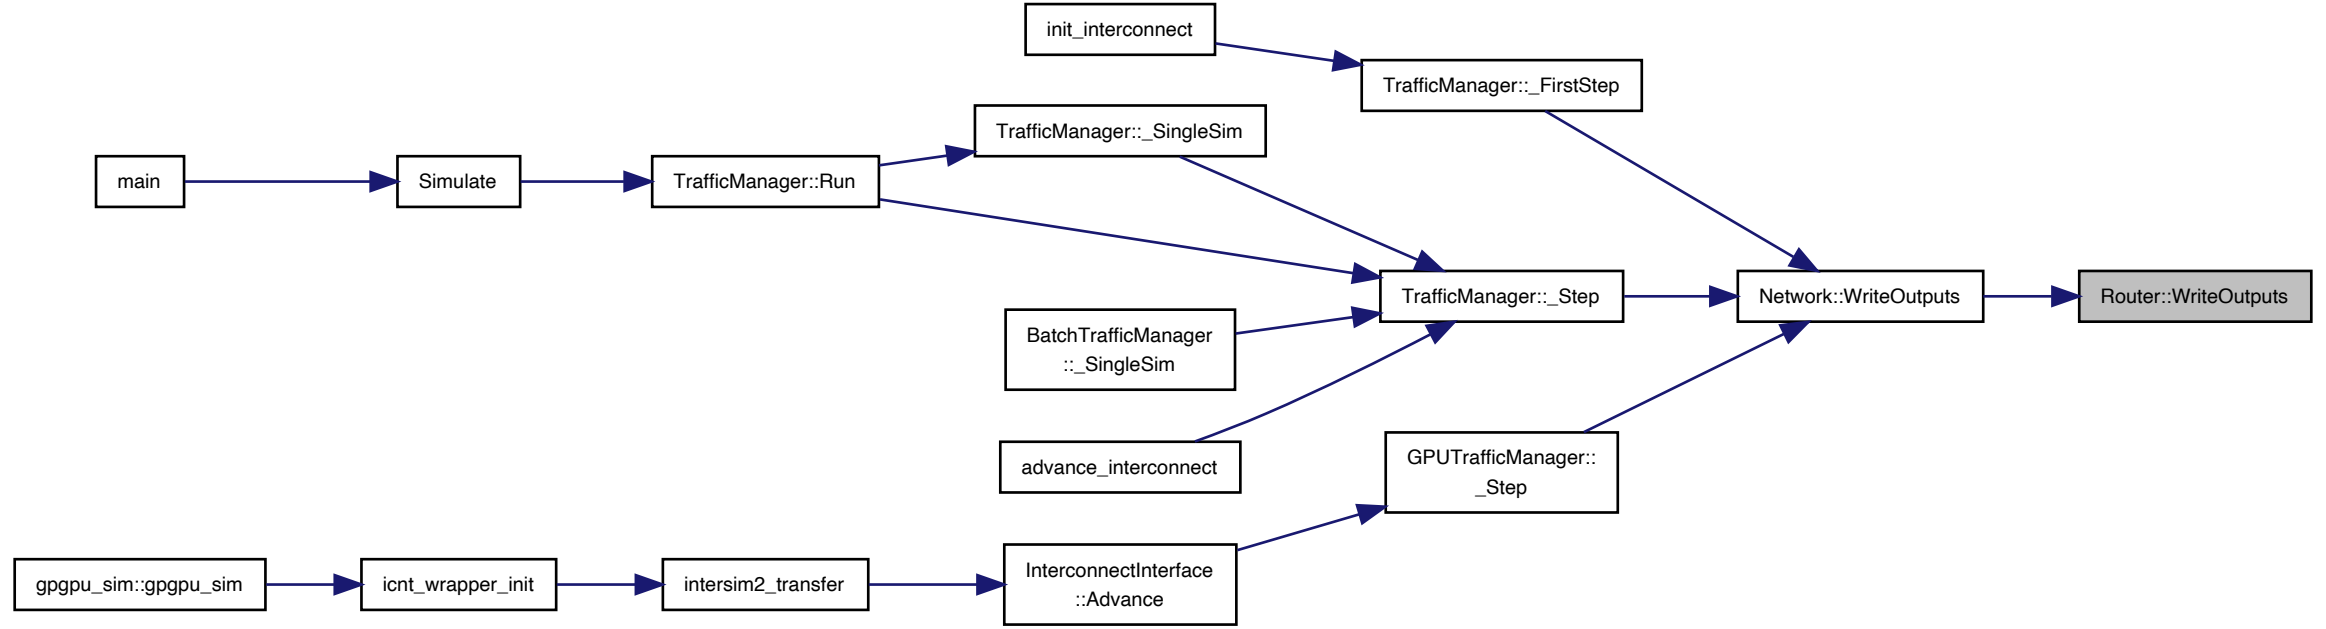 init_interconnect
TrafficManager::_FirstStep
TrafficManager::_SingleSim
main
Simulate
TrafficManager::Run
TrafficManager::_Step
Network::WriteOutputs
Router::WriteOutputs
BatchTrafficManager
::_SingleSim
advance_interconnect
GPUTrafficManager::
_Step
gpgpu_sim::gpgpu_sim
icnt_wrapper_init
intersim2_transfer
InterconnectInterface
::Advance